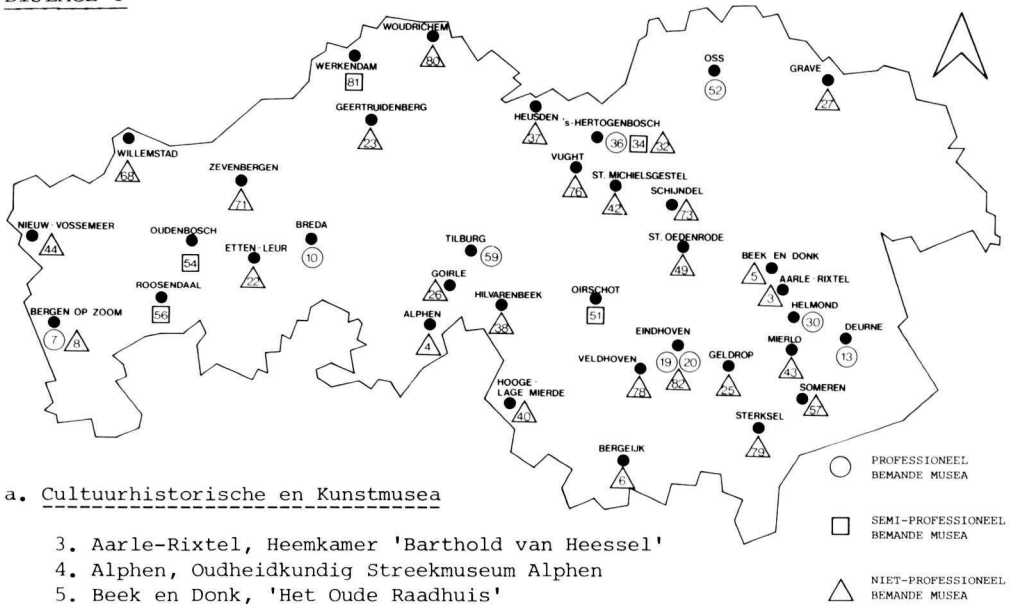 WOUDRICHEM
80
WERKENDAM
81
OSS
52
GRAVE
27
GEERTRUIDENBERG
23
HEUSDEN
37
's-HERTOGENBOSCH
36 34 32
WILLEMSTAD
68
ZEVENBERGEN
71
VUGHT
76
ST. MICHIELSGESTEL
42
SCHIJNDEL
73
NIEUW-VOSSEMEER
44
OUDENBOSCH
54
ETTEN-LEUR
22
BREDA
10
TILBURG
59
ST. OEDENRODE
49
BEEK EN DONK
5
AARLE-RIXTEL
3
ROOSENDAAL
56
GOIRLE
26
HILVARENBEEK
38
OIRSCHOT
51
HELMOND
30
BERGEN OP ZOOM
7 8
ALPHEN
4
EINDHOVEN
19 20
82
DEURNE
13
MIERLO
43
VELDHOVEN
78
GELDROP
25
HOOGE-
LAGE MIERDE
40
SOMEREN
57
STERKSEL
79
BERGEIJK
6
PROFESSIONEEL
BEMANDE MUSEA
SEMI-PROFESSIONEEL
BEMANDE MUSEA
NIET-PROFESSIONEEL
BEMANDE MUSEA
a. Cultuurhistorische en Kunstmusea
3. Aarle-Rixtel, Heemkamer 'Barthold van Heessel'
4. Alphen, Oudheidkundig Streekmuseum Alphen
5. Beek en Donk, 'Het Oude Raadhuis'